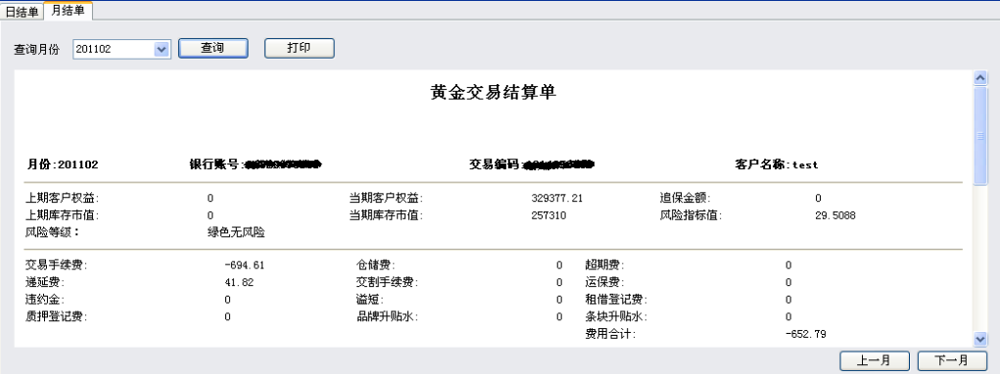 日结单 月结单
查询月份 201102 查询 打印
黄金交易结算单
月份:201102 银行账号: 交易编码: 客户名称:test
上期客户权益: 0 当期客户权益: 329377.21 追保金额: 0
上期库存市值: 0 当期库存市值: 257310 风险指标值: 29.5088
风险等级： 绿色无风险
交易手续费: -694.61 仓储费: 0 超期费: 0
递延费: 41.82 交割手续费: 0 运保费: 0
违约金: 0 溢短: 0 租借登记费: 0
质押登记费: 0 品牌升贴水: 0 条块升贴水: 0
费用合计: -652.79
上一月 下一月